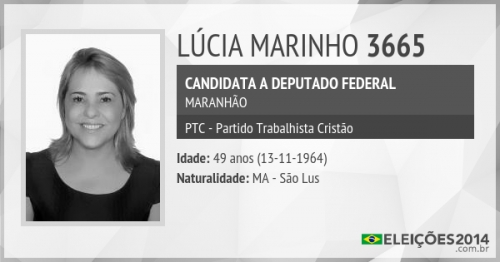 LÚCIA MARINHO 3665
CANDIDATA A DEPUTADO FEDERAL
MARANHÃO
PTC - Partido Trabalhista Cristão
Idade: 49 anos (13-11-1964)
Naturalidade: MA - São Lus
ELEIÇÕES2014
.com.br